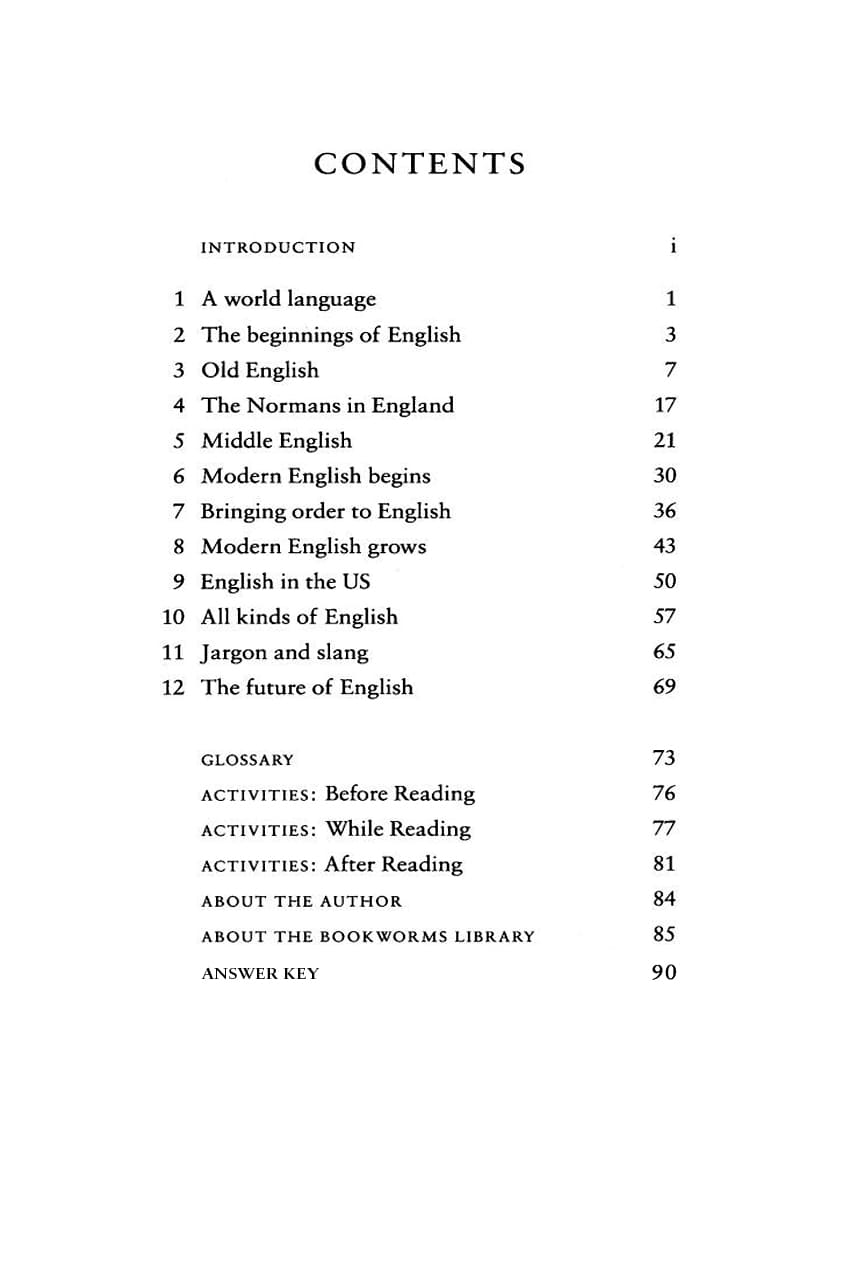 CONTENTS
INTRODUCTION i
1 A world language 1
2 The beginnings of English 3
3 Old English 7
4 The Normans in England 17
5 Middle English 21
6 Modern English begins 30
7 Bringing order to English 36
8 Modern English grows 43
9 English in the US 50
10 All kinds of English 57
11 Jargon and slang 65
12 The future of English 69
GLOSSARY 73
ACTIVITIES: Before Reading 76
ACTIVITIES: While Reading 77
ACTIVITIES: After Reading 81
ABOUT THE AUTHOR 84
ABOUT THE BOOKWORMS LIBRARY 85
ANSWER KEY 90